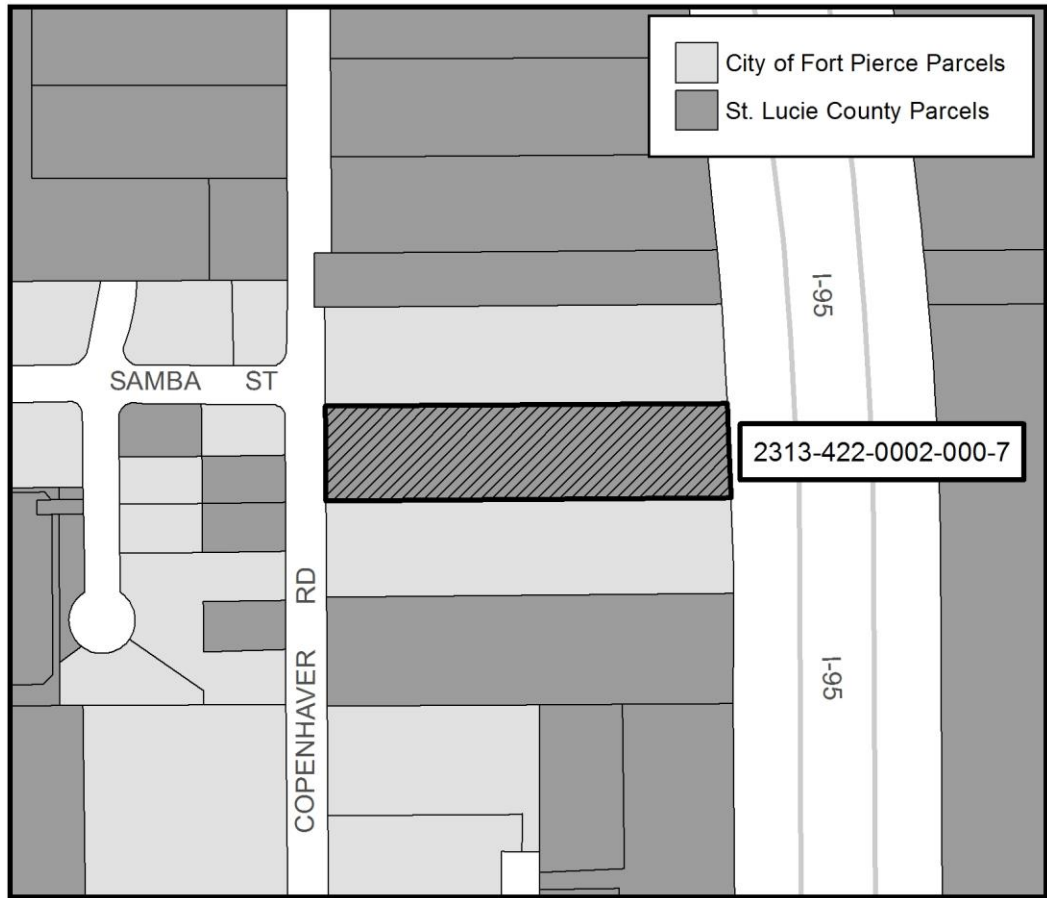 City of Fort Pierce Parcels
St. Lucie County Parcels
I-95
SAMBA ST
2313-422-0002-000-7
COPENHAVER RD
I-95